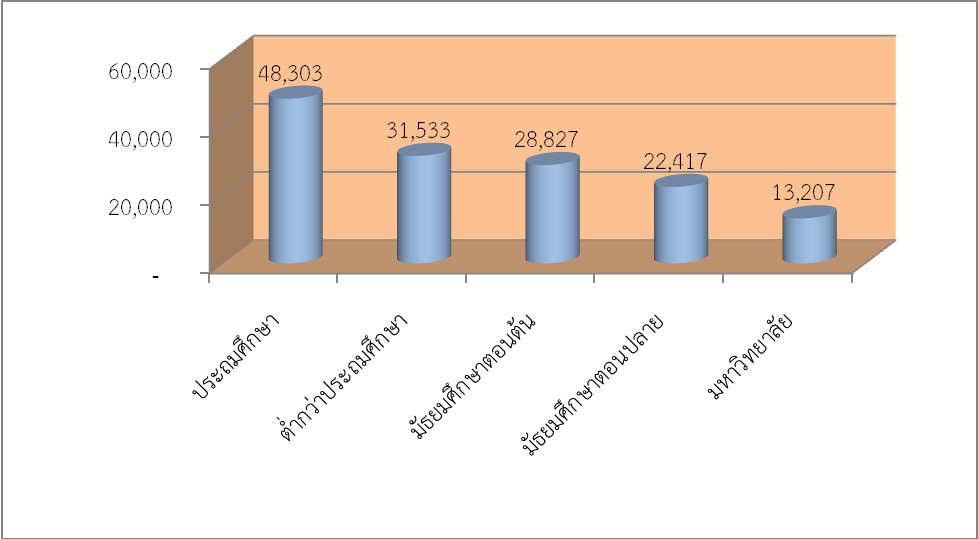 60,000
40,000
20,000
-
48,303
31,533
28,827
22,417
13,207
ประถมศึกษา
ต่ำกว่าประถมศึกษา
มัธยมศึกษาตอนต้น
มัธยมศึกษาตอนปลาย
มหาวิทยาลัย